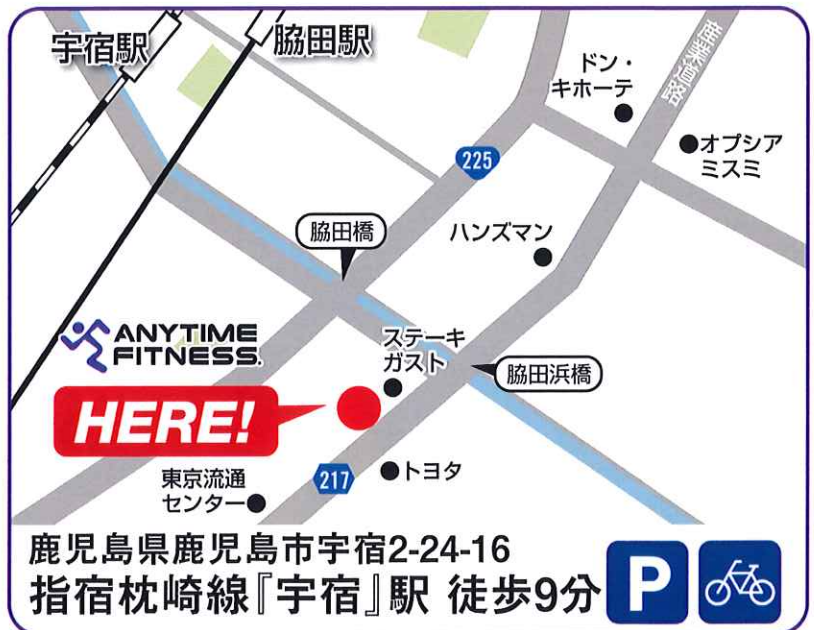 宇宿駅
脇田駅
産業道路
ドン・
キホーテ
オプシア
ミスミ
225
脇田橋
ハンズマン
ANYTIME
FITNESS.
ステーキ
ガスト
脇田浜橋
HERE!
217
トヨタ
東京流通
センター
鹿児島県鹿児島市宇宿2-24-16
指宿枕崎線『宇宿』駅 徒歩9分
P